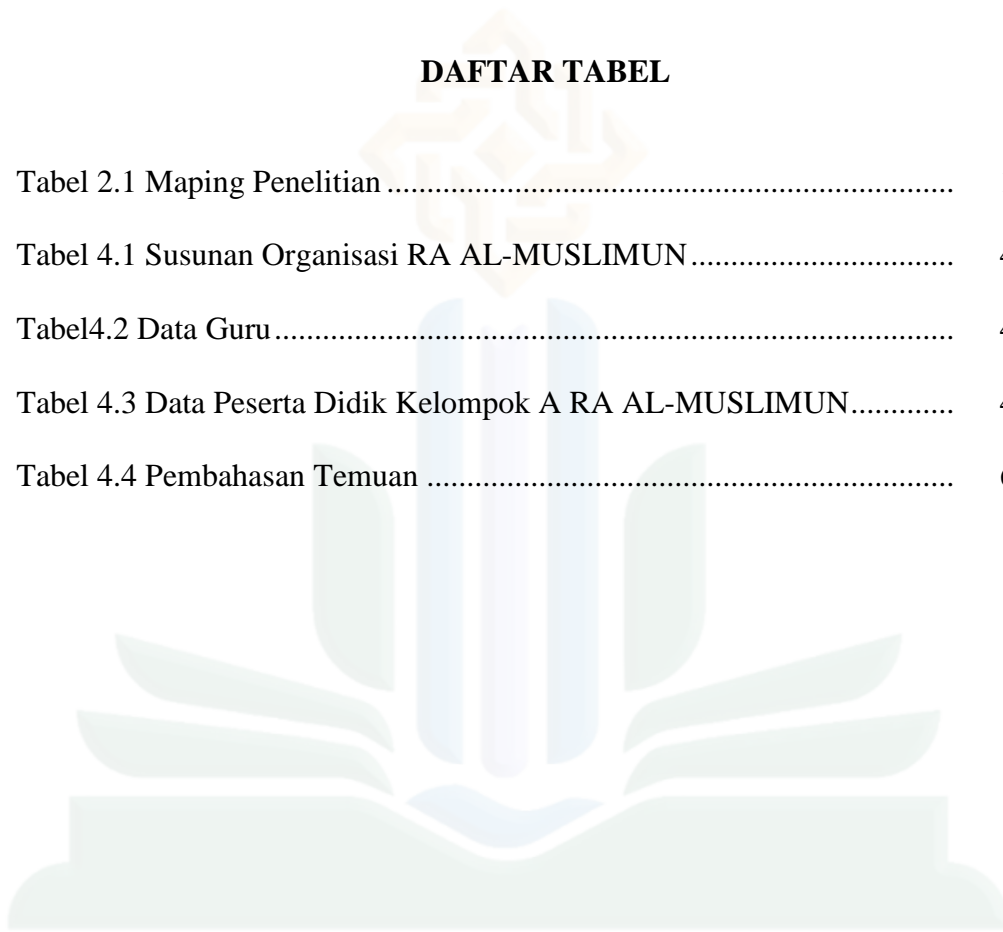 DAFTAR TABEL
Tabel 2.1 Maping Penelitian ........................................................................
Tabel 4.1 Susunan Organisasi RA AL-MUSLIMUN .................................
Tabel4.2 Data Guru ......................................................................................
Tabel 4.3 Data Peserta Didik Kelompok A RA AL-MUSLIMUN.............
Tabel 4.4 Pembahasan Temuan ...................................................................